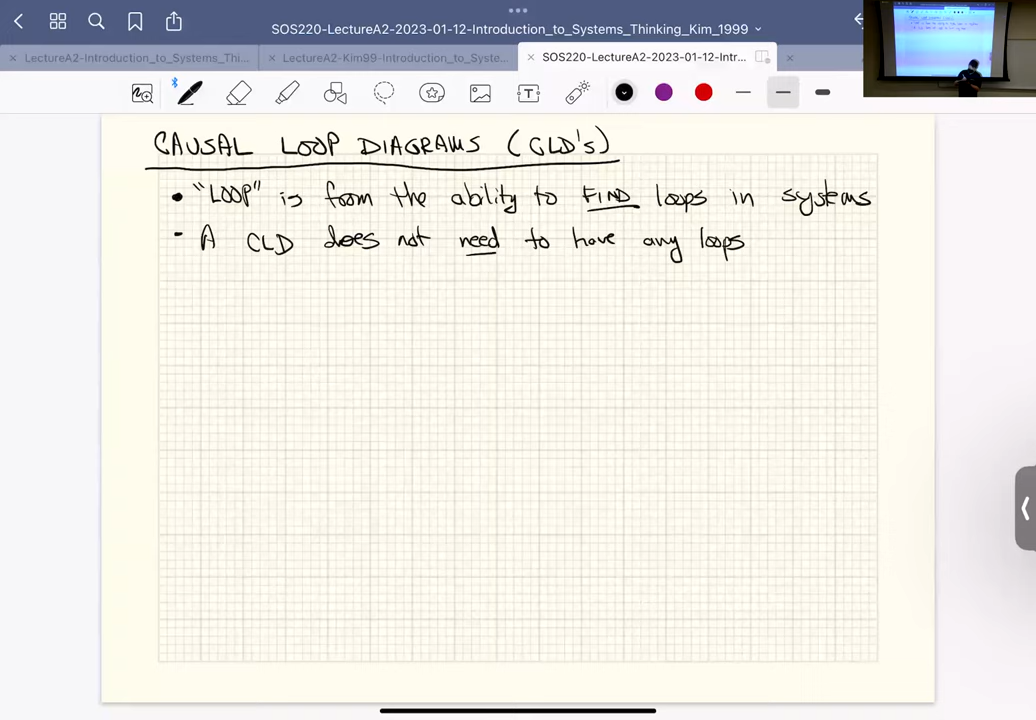 SOS220-LectureA2-2023-01-12-Introduction_to_Systems_Thinking_Kim_1999
LectureA2-Introduction_to_Systems_Thi...
LectureA2-Kim99-Introduction_to_Syste...
SOS220-LectureA2-2023-01-12-Intr...
CAUSAL LOOP DIAGRAMS (CLD's)
• "LOOP" is from the ability to FIND loops in systems
- A CLD does not need to have any loops